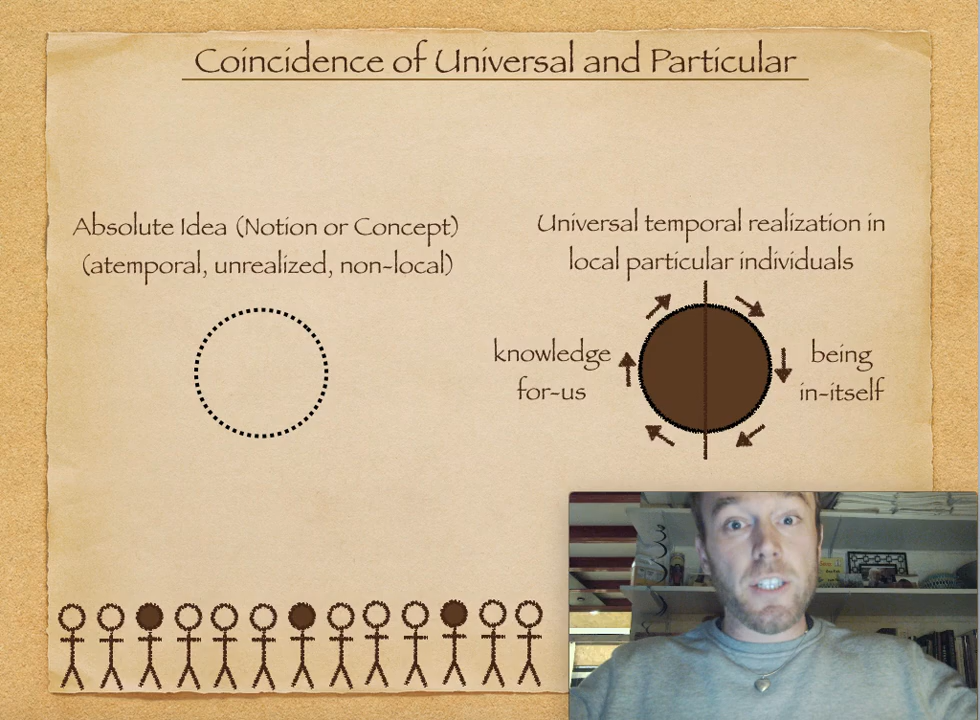 Coincidence of Universal and Particular
Absolute Idea (Notion or Concept)
(atemporal, unrealized, non-local)
Universal temporal realization in
local particular individuals
knowledge
for-us
being
in-itself